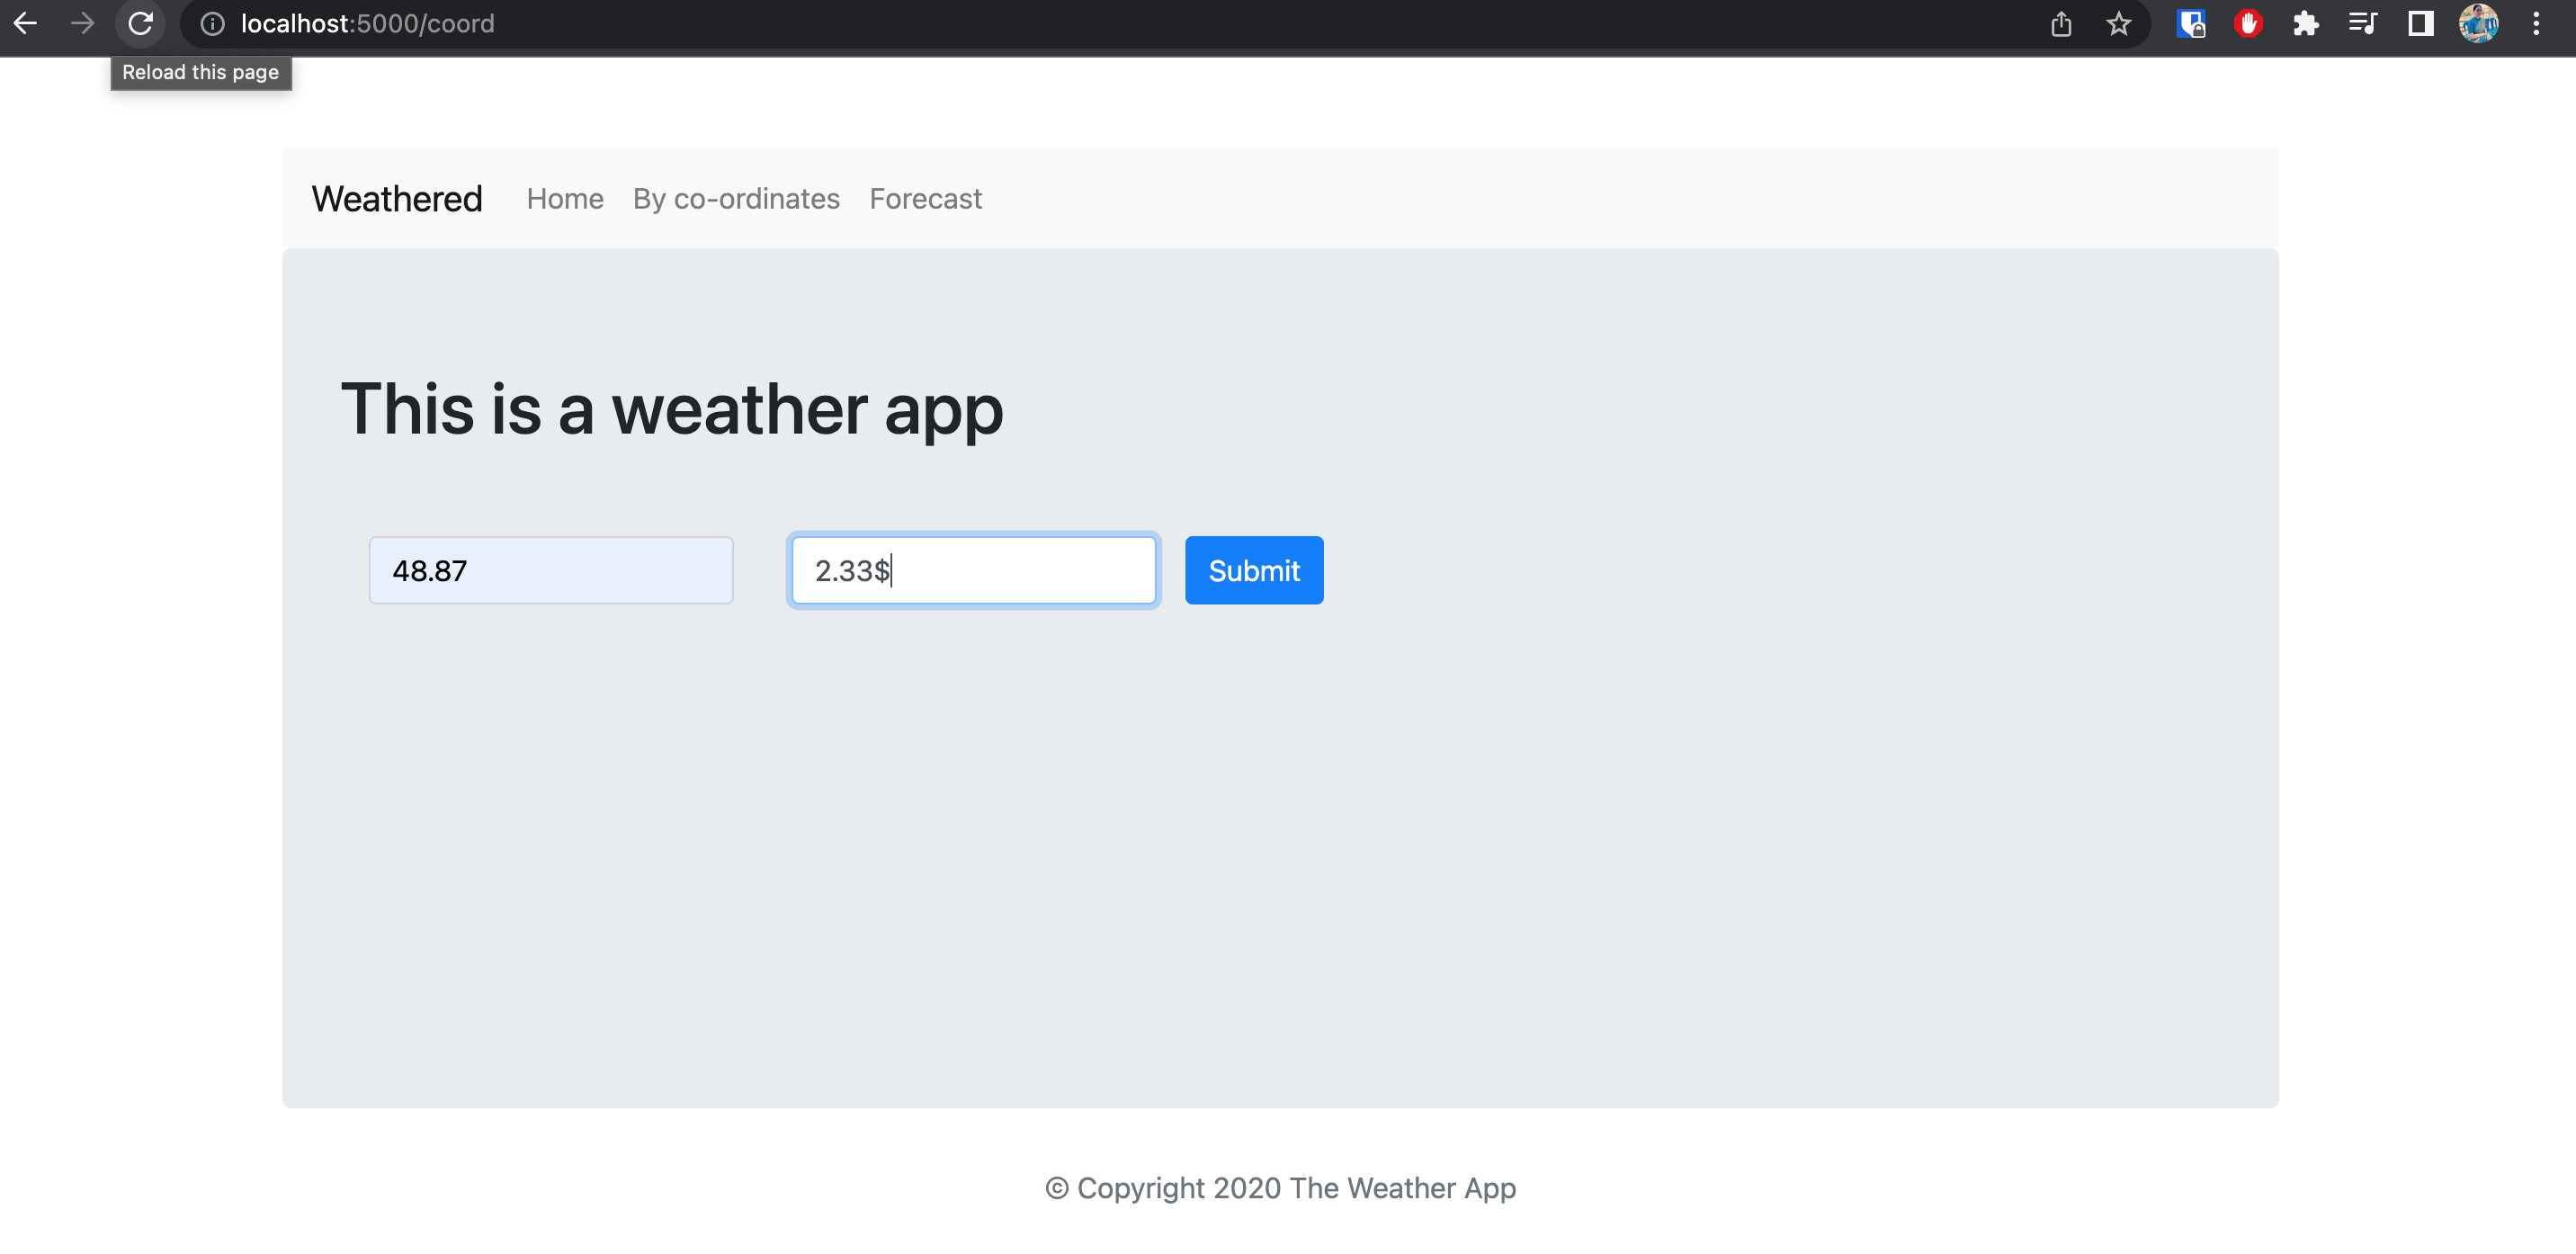 localhost:5000/coord
Reload this page
Weathered Home By co-ordinates Forecast
This is a weather app
48.87 2.33$ Submit
© Copyright 2020 The Weather App